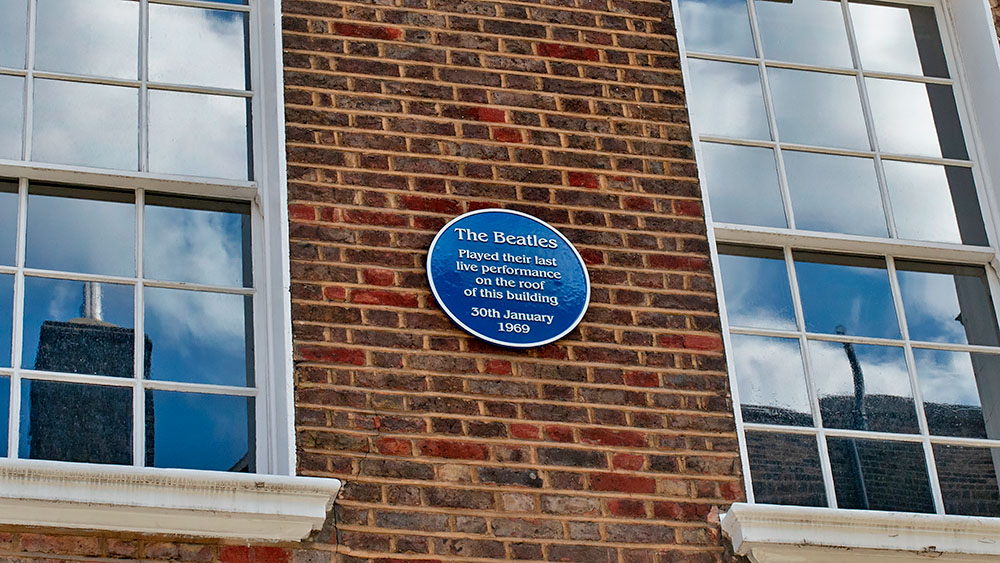 The Beatles
Played their last
live performance
on the roof
of this building
30th January
1969